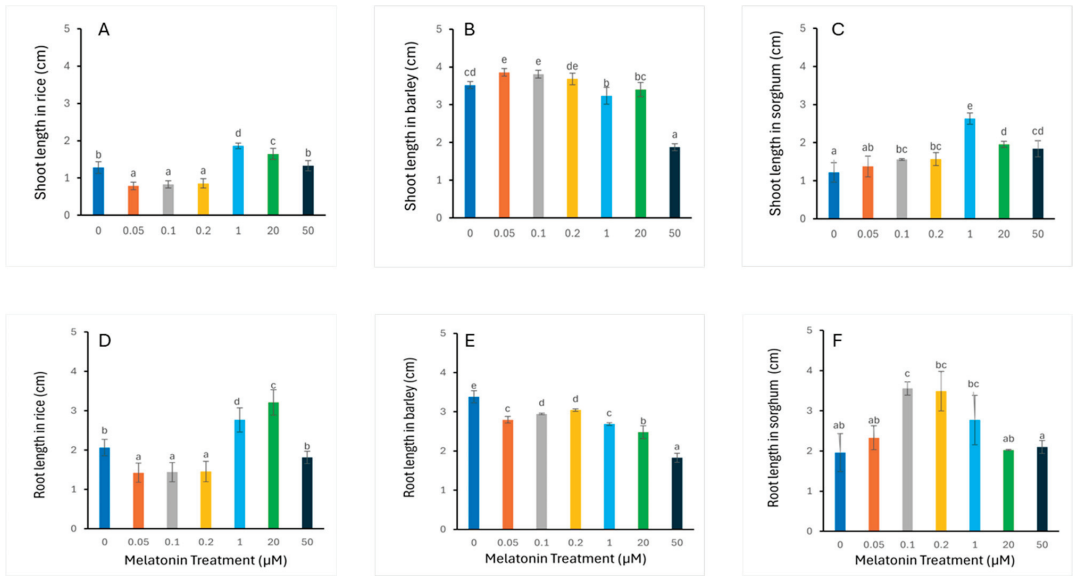 A
Shoot length in rice (cm)
5
4
3
2
1
0
b
a
a
a
d
c
b
0 0.05 0.1 0.2 1 20 50
B
Shoot length in barley (cm)
5
4
3
2
1
0
cd
e
e
de
b
bc
a
0 0.05 0.1 0.2 1 20 50
C
Shoot length in sorghum (cm)
5
4
3
2
1
0
a
ab
bc
bc
e
d
cd
0 0.05 0.1 0.2 1 20 50
D
Root length in rice (cm)
5
4
3
2
1
0
b
a
a
a
d
c
b
0 0.05 0.1 0.2 1 20 50
Melatonin Treatment (µM)
E
Root length in barley (cm)
5
4
3
2
1
0
e
c
d
d
c
b
a
0 0.05 0.1 0.2 1 20 50
Melatonin Treatment (µM)
F
Root length in sorghum (cm)
5
4
3
2
1
0
ab
ab
c
bc
bc
ab
a
0 0.05 0.1 0.2 1 20 50
Melatonin Treatment (µM)